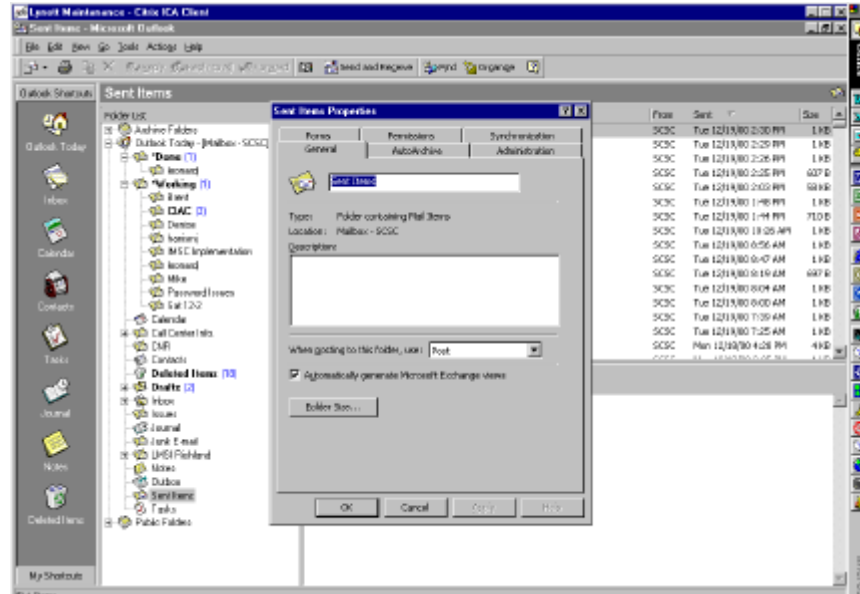 Lynott Maintenance - Citrix ICA Client
Sent Items - Microsoft Outlook
File Edit View Go Tools Actions Help
Send and Receive Organize
Outlook Shortcuts Sent Items
Outlook Today
Inbox
Calendar
Contacts
Tasks
Journal
Notes
Deleted Items
My Shortcuts
Folder List
Archive Folders
Outlook Today - [Mailbox - SCSC]
*Done (1)
leonard
*Working (1)
Brent
CIAC (2)
Denise
IMSC Implementation
leonard
Mike
Password Issues
Sat 12-2
Calendar
Call Center Info.
CNR
Contacts
Deleted Items (10)
Drafts (2)
Inbox
Issues
Journal
Junk E-mail
LMSI Richland
Notes
Outbox
Sent Items
Tasks
Public Folders
Sent Items Properties
Forms Permissions Synchronization
General AutoArchive Administration
Sent Items
Type: Folder containing Mail Items
Location: Mailbox - SCSC
Description:
When posting to this folder, use: Post
Automatically generate Microsoft Exchange views
Folder Size...
OK Cancel Apply Help
From Sent Size
SCSC Tue 12/19/00 2:30 PM 1 KB
SCSC Tue 12/19/00 2:29 PM 1 KB
SCSC Tue 12/19/00 2:26 PM 1 KB
SCSC Tue 12/19/00 2:25 PM 607 B
SCSC Tue 12/19/00 2:03 PM 58 KB
SCSC Tue 12/19/00 1:48 PM 1 KB
SCSC Tue 12/19/00 1:44 PM 710 B
SCSC Tue 12/19/00 10:26 AM 1 KB
SCSC Tue 12/19/00 8:56 AM 1 KB
SCSC Tue 12/19/00 8:47 AM 1 KB
SCSC Tue 12/19/00 8:19 AM 697 B
SCSC Tue 12/19/00 8:04 AM 1 KB
SCSC Tue 12/19/00 8:00 AM 1 KB
SCSC Tue 12/19/00 7:39 AM 1 KB
SCSC Tue 12/19/00 7:25 AM 1 KB
SCSC Mon 12/18/00 4:28 PM 4 KB